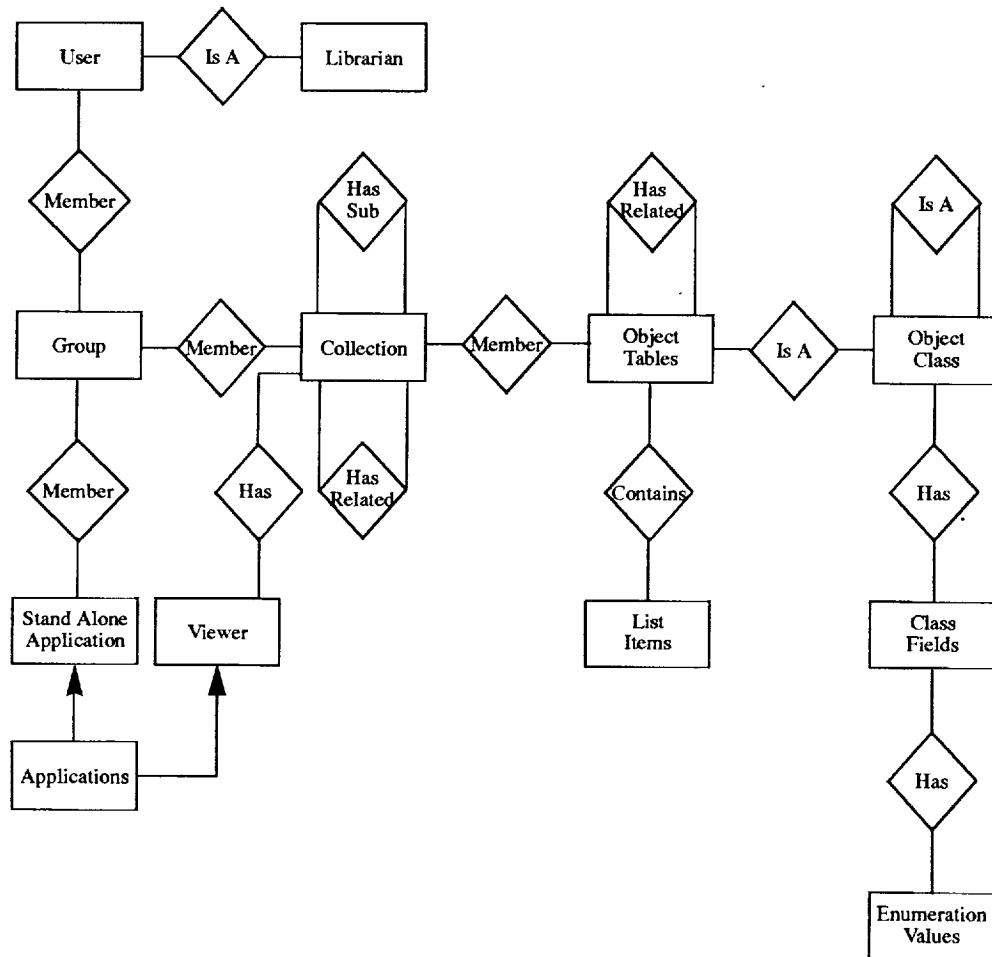 User
Is A
Librarian
Member
Has
Sub
Has
Related
Is A
Group
Member
Collection
Member
Object
Tables
Is A
Object
Class
Member
Has
Has
Related
Contains
Has
Stand Alone
Application
Viewer
List
Items
Class
Fields
Applications
Has
Enumeration
Values